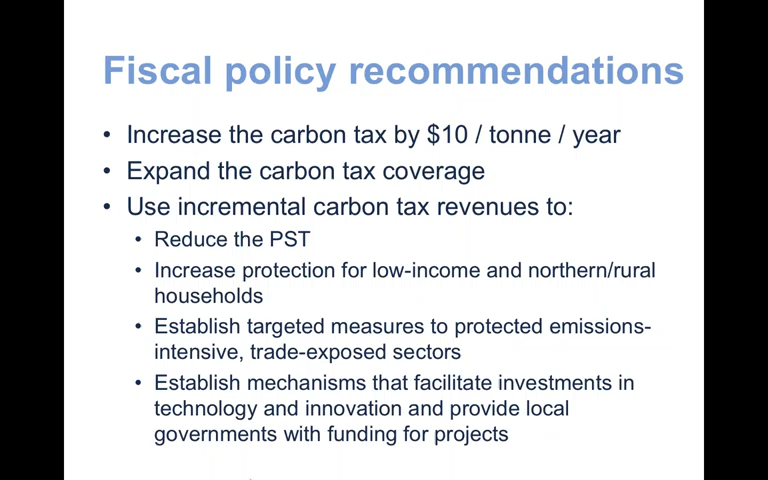 Fiscal policy recommendations
• Increase the carbon tax by $10 / tonne / year
• Expand the carbon tax coverage
• Use incremental carbon tax revenues to:
• Reduce the PST
• Increase protection for low-income and northern/rural
households
• Establish targeted measures to protected emissions-
intensive, trade-exposed sectors
• Establish mechanisms that facilitate investments in
technology and innovation and provide local
governments with funding for projects